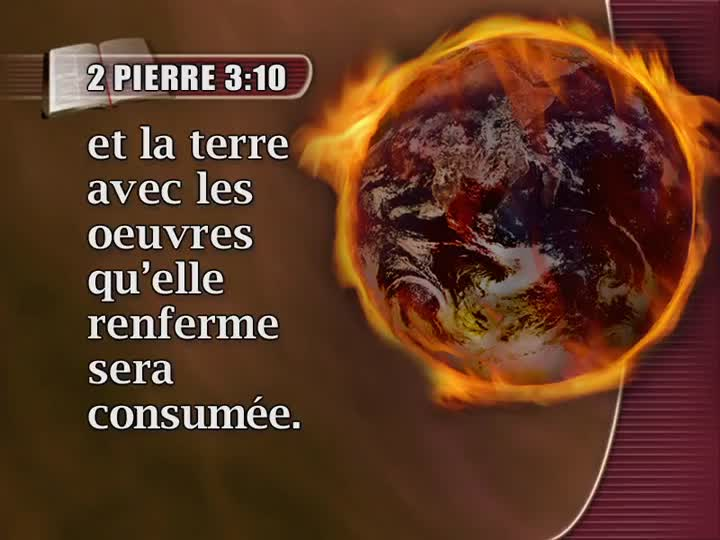 2 PIERRE 3:10
et la terre
avec les
oeuvres
qu'elle
renferme
sera
consumée.